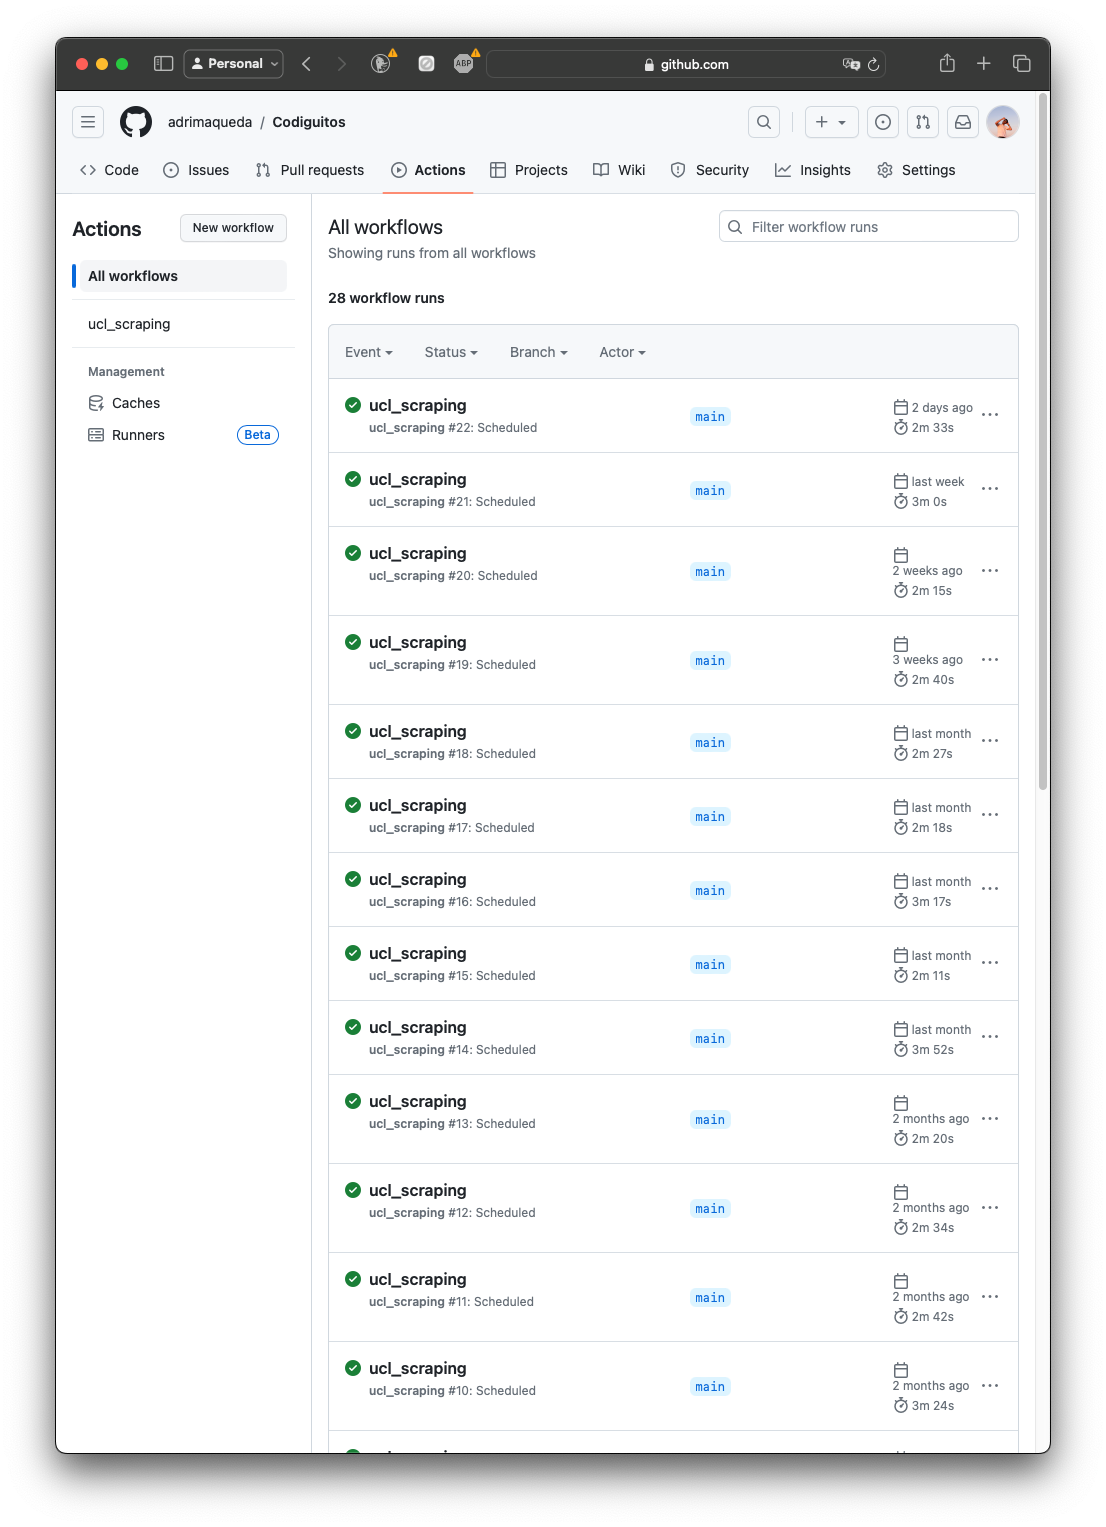 Personal
ABP
github.com
adrimaqueda / Codiguitos
Code
Issues
Pull requests
Actions
Projects
Wiki
Security
Insights
Settings
Actions
New workflow
All workflows
ucl_scraping
Management
Caches
Runners
Beta
All workflows
Showing runs from all workflows
Filter workflow runs
28 workflow runs
Event
Status
Branch
Actor
ucl_scraping
ucl_scraping #22: Scheduled
main
2 days ago
2m 33s
ucl_scraping
ucl_scraping #21: Scheduled
main
last week
3m 0s
ucl_scraping
ucl_scraping #20: Scheduled
main
2 weeks ago
2m 15s
ucl_scraping
ucl_scraping #19: Scheduled
main
3 weeks ago
2m 40s
ucl_scraping
ucl_scraping #18: Scheduled
main
last month
2m 27s
ucl_scraping
ucl_scraping #17: Scheduled
main
last month
2m 18s
ucl_scraping
ucl_scraping #16: Scheduled
main
last month
3m 17s
ucl_scraping
ucl_scraping #15: Scheduled
main
last month
2m 11s
ucl_scraping
ucl_scraping #14: Scheduled
main
last month
3m 52s
ucl_scraping
ucl_scraping #13: Scheduled
main
2 months ago
2m 20s
ucl_scraping
ucl_scraping #12: Scheduled
main
2 months ago
2m 34s
ucl_scraping
ucl_scraping #11: Scheduled
main
2 months ago
2m 42s
ucl_scraping
ucl_scraping #10: Scheduled
main
2 months ago
3m 24s